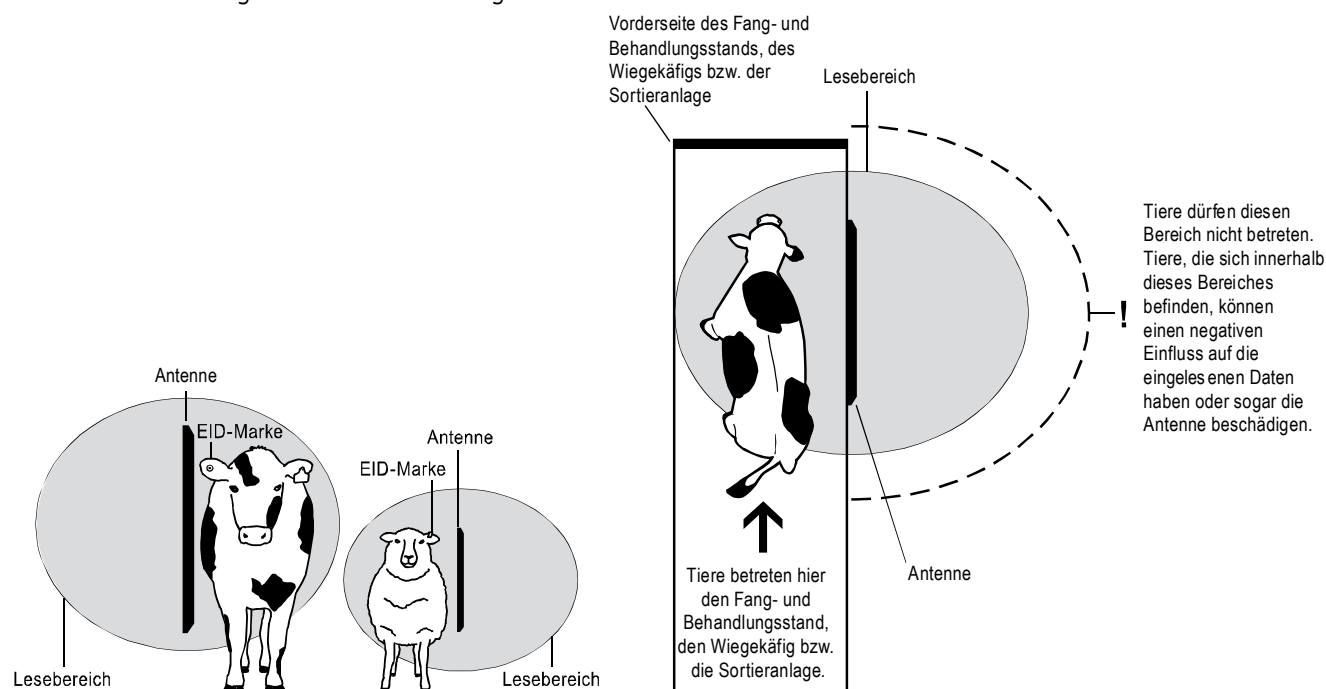 Vorderseite des Fang- und
Behandlungsstands, des
Wiegekäfigs bzw. der
Sortieranlage
Lesebereich
Tiere dürfen diesen
Bereich nicht betreten.
Tiere, die sich innerhalb
dieses Bereiches
befinden, können
einen negativen
Einfluss auf die
eingelesenen Daten
haben oder sogar die
Antenne beschädigen.
!
Antenne
EID-Marke
Antenne
EID-Marke
Antenne
Tiere betreten hier
den Fang- und
Behandlungsstand,
den Wiegekäfig bzw.
die Sortieranlage.
Lesebereich
Lesebereich